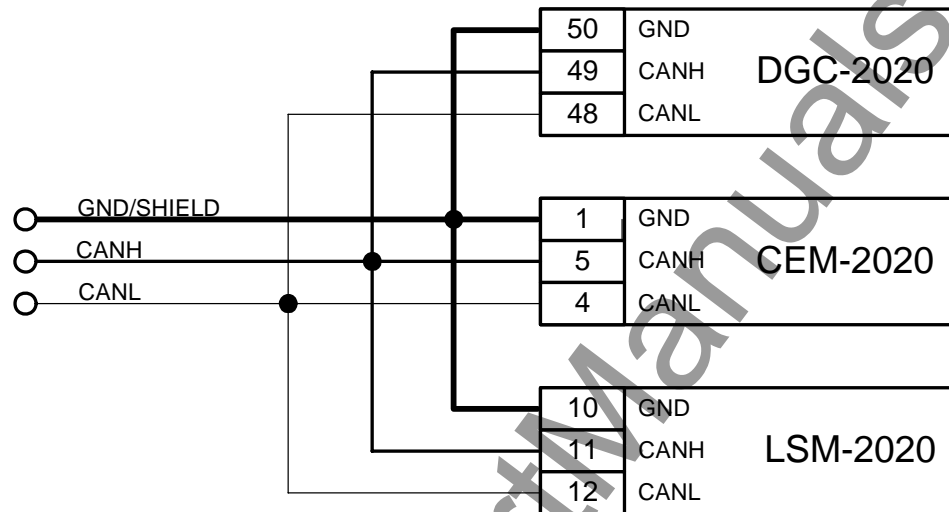 50 GND
49 CANH DGC-2020
48 CANL
GND/SHIELD
CANH
CANL
1 GND
5 CANH CEM-2020
4 CANL
10 GND
11 CANH LSM-2020
12 CANL